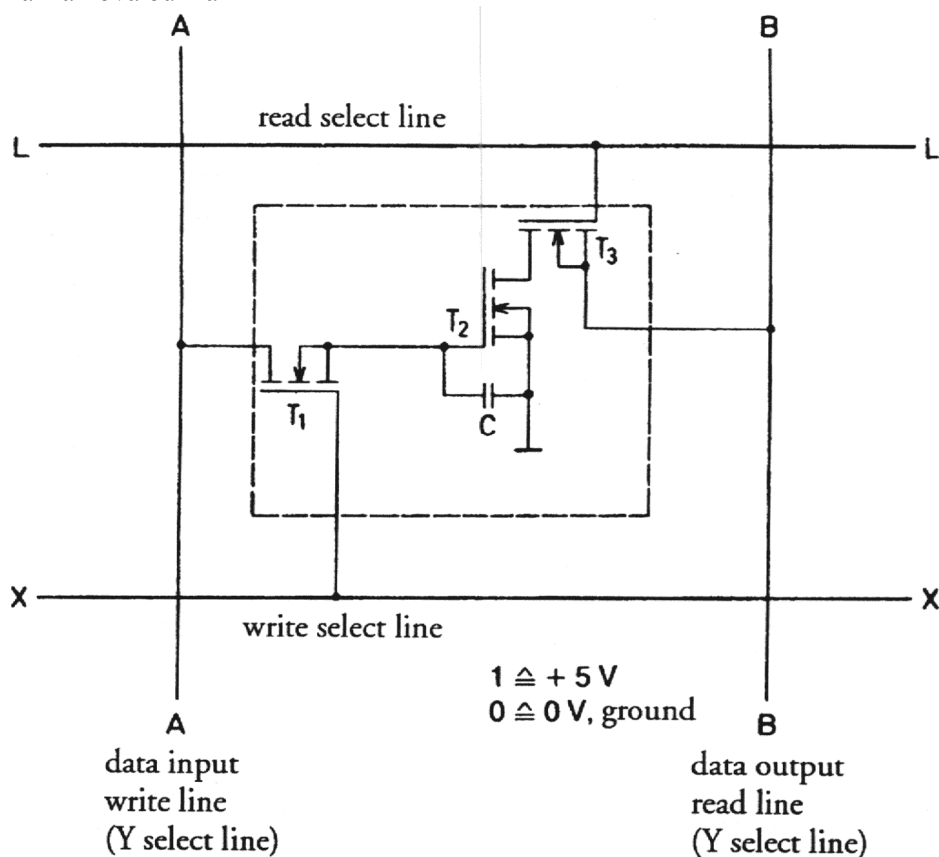 A B
read select line
L L
T3
T2
T1
C
X X
write select line
1 ≙ + 5 V
0 ≙ 0 V, ground
A B
data input data output
write line read line
(Y select line) (Y select line)